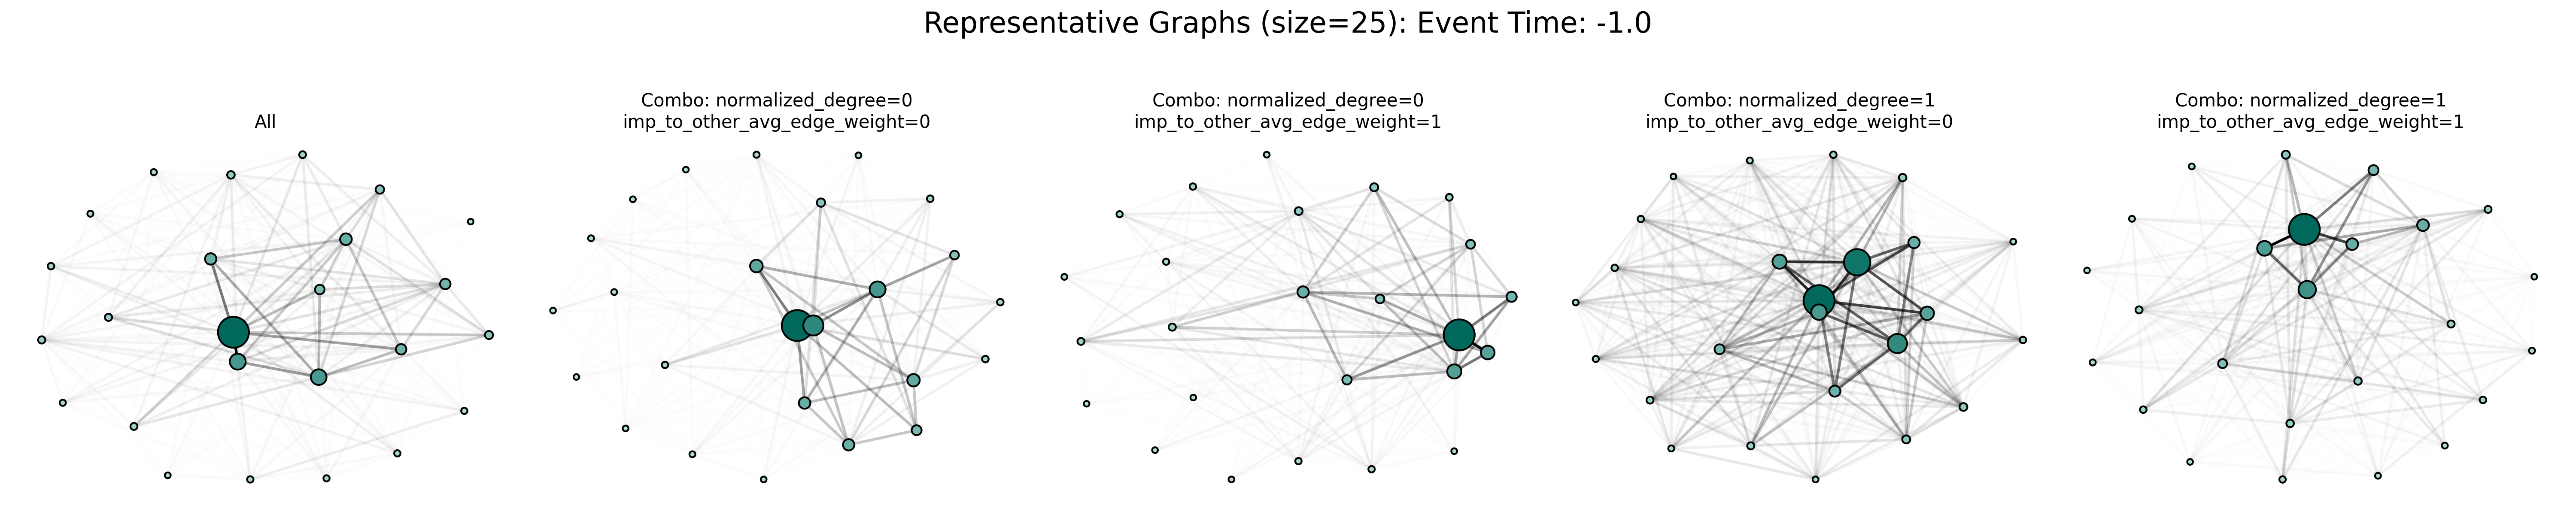 Representative Graphs (size=25): Event Time: -1.0
All
Combo: normalized_degree=0
imp_to_other_avg_edge_weight=0
Combo: normalized_degree=0
imp_to_other_avg_edge_weight=1
Combo: normalized_degree=1
imp_to_other_avg_edge_weight=0
Combo: normalized_degree=1
imp_to_other_avg_edge_weight=1